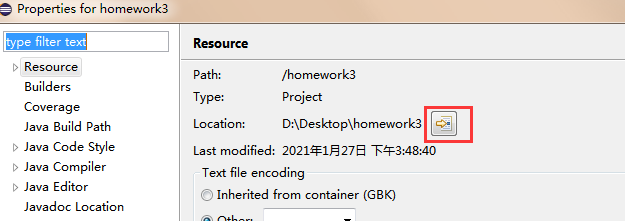 Properties for homework3
type filter text
Resource
Builders
Coverage
Java Build Path
Java Code Style
Java Compiler
Java Editor
Javadoc Location
Resource
Path: /homework3
Type: Project
Location: D:\Desktop\homework3
Last modified: 2021年1月27日 下午3:48:40
Text file encoding
Inherited from container (GBK)
Other: